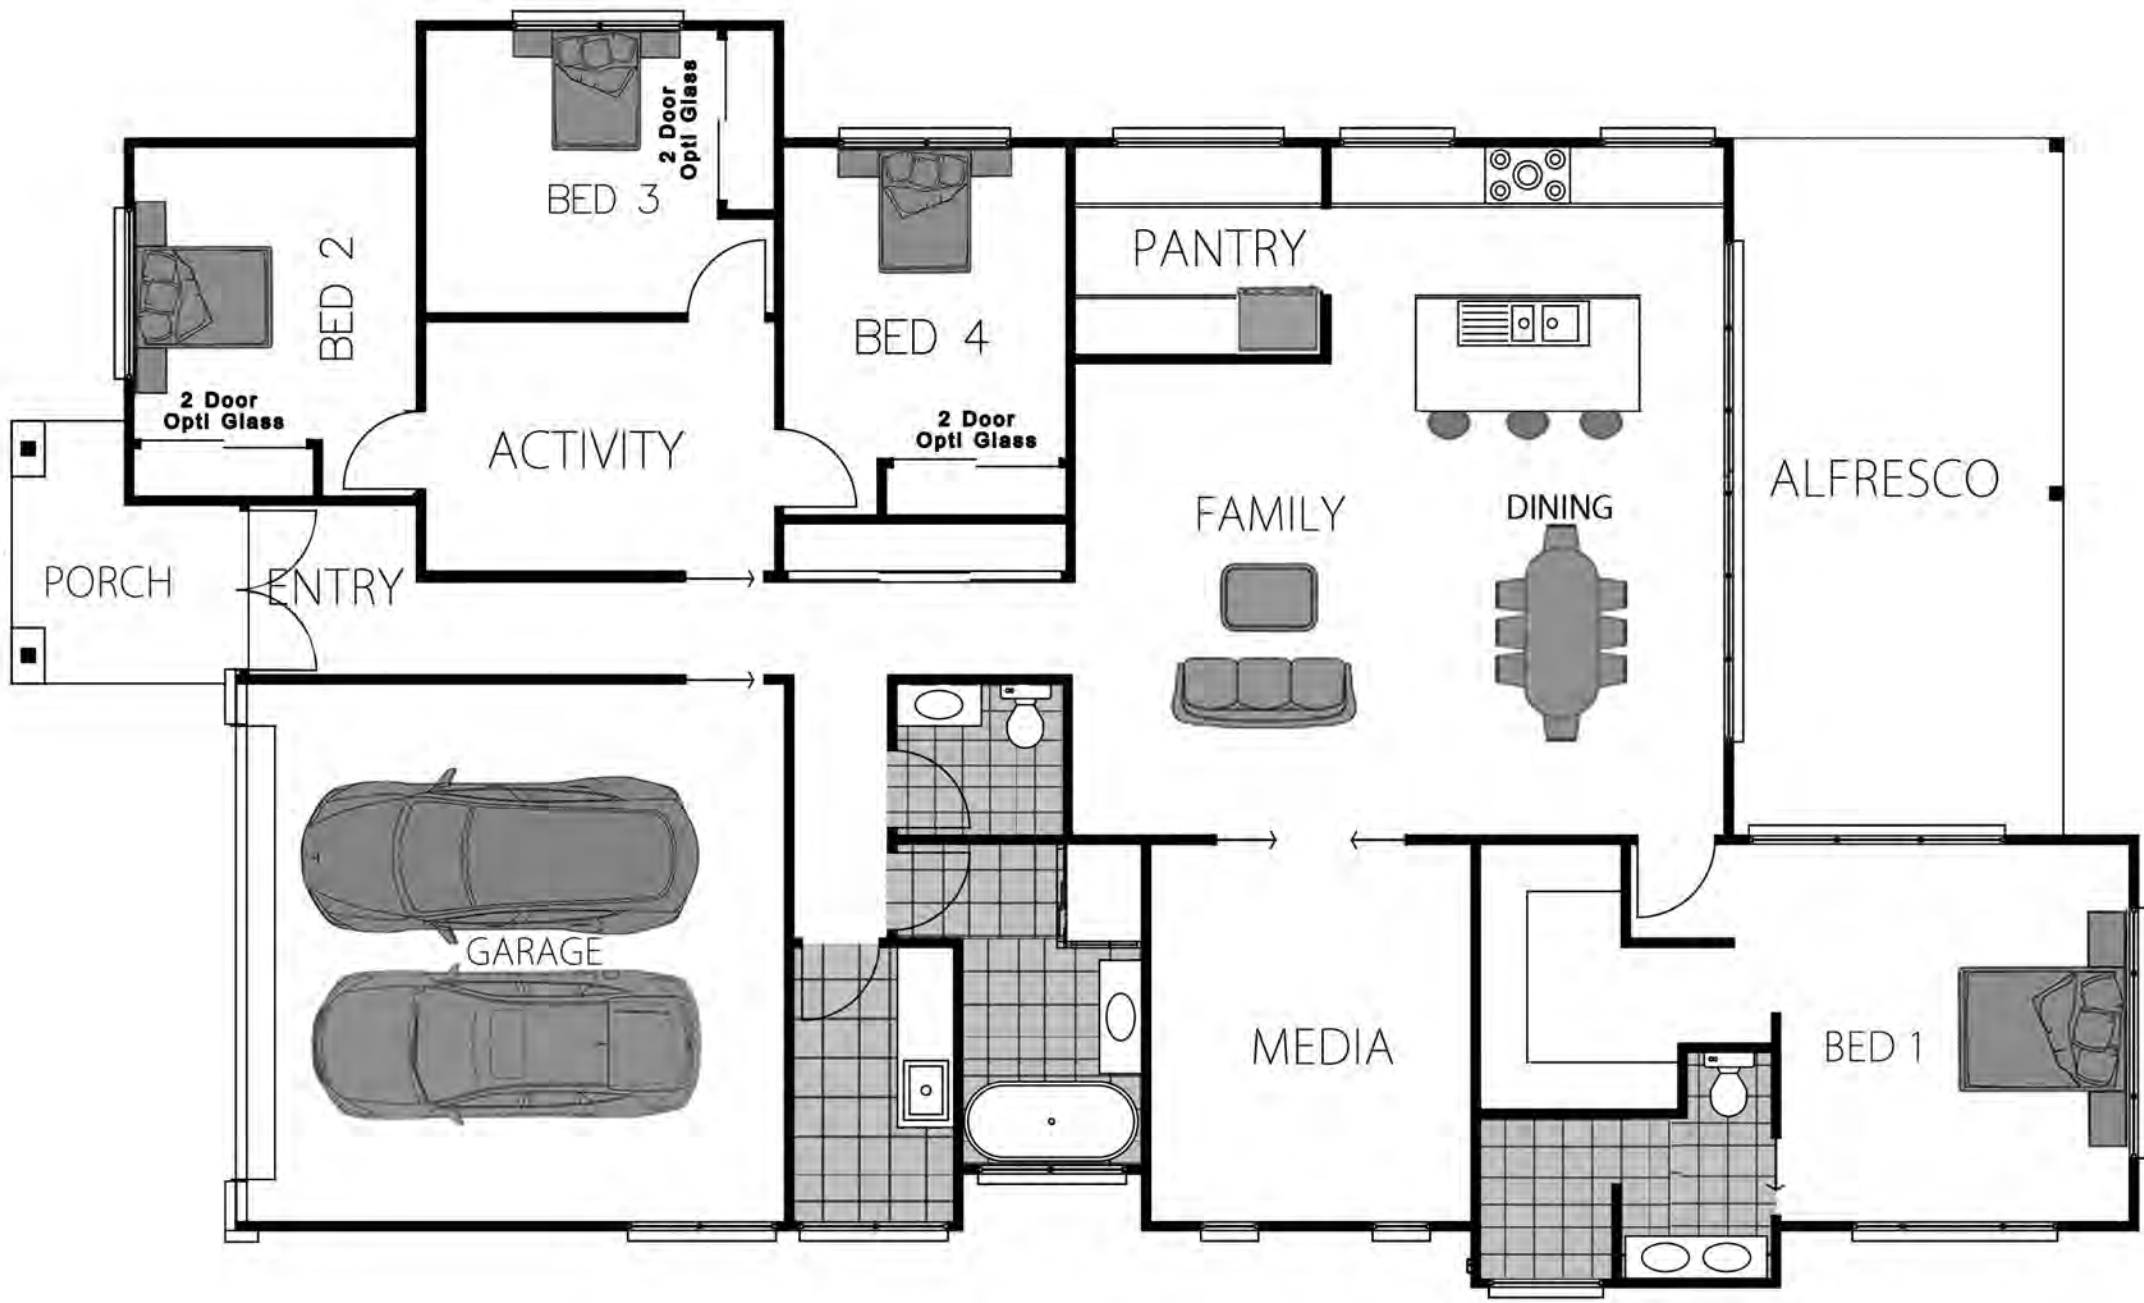 2 Door
Opti Glass
BED 3
BED 2
PANTRY
BED 4
2 Door
Opti Glass
2 Door
Opti Glass
ACTIVITY
ALFRESCO
FAMILY
DINING
PORCH
ENTRY
GARAGE
MEDIA
BED 1